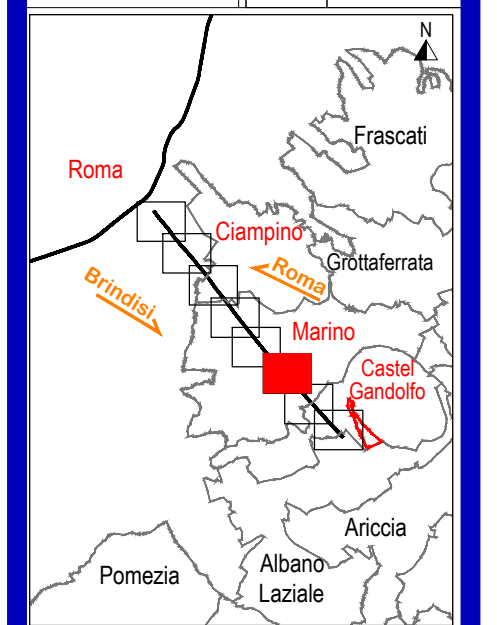 N
Frascati
Roma
Ciampino
Grottaferrata
Roma
Brindisi
Marino
Castel
Gandolfo
Ariccia
Albano
Laziale
Pomezia